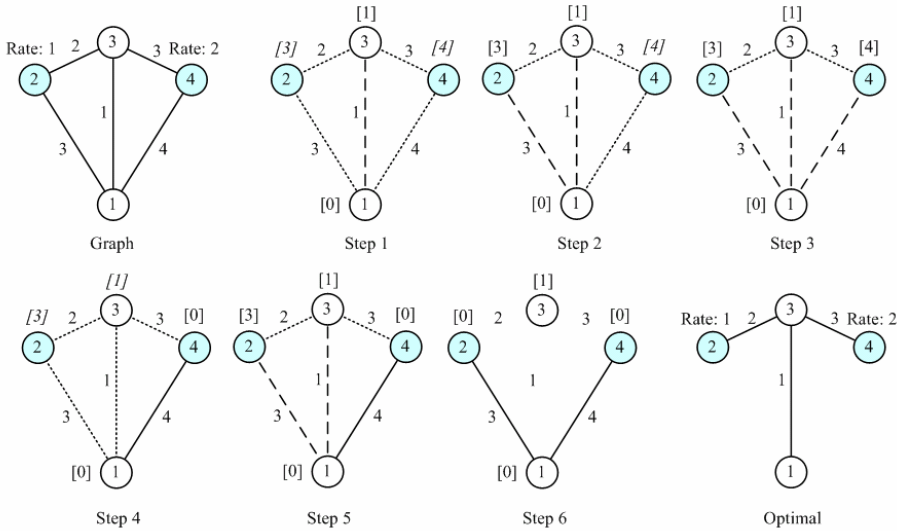 [1] [1] [1]
Rate: 1 2 3 3 Rate: 2 [3] 2 3 3 [4] [3] 2 3 3 [4] [3] 2 3 3 [4]
2 4 2 4 2 4 2 4
1 1 1 1
3 4 3 4 3 4 3 4
1 [0] 1 [0] 1 [0] 1
Graph Step 1 Step 2 Step 3
[1] [1] [1]
[3] 2 3 3 [0] [3] 2 3 3 [0] [0] 2 3 3 [0] Rate: 1 2 3 3 Rate: 2
2 4 2 4 2 4 2 4
1 1 1 1
3 4 3 4 3 4
[0] 1 [0] 1 [0] 1 1
Step 4 Step 5 Step 6 Optimal